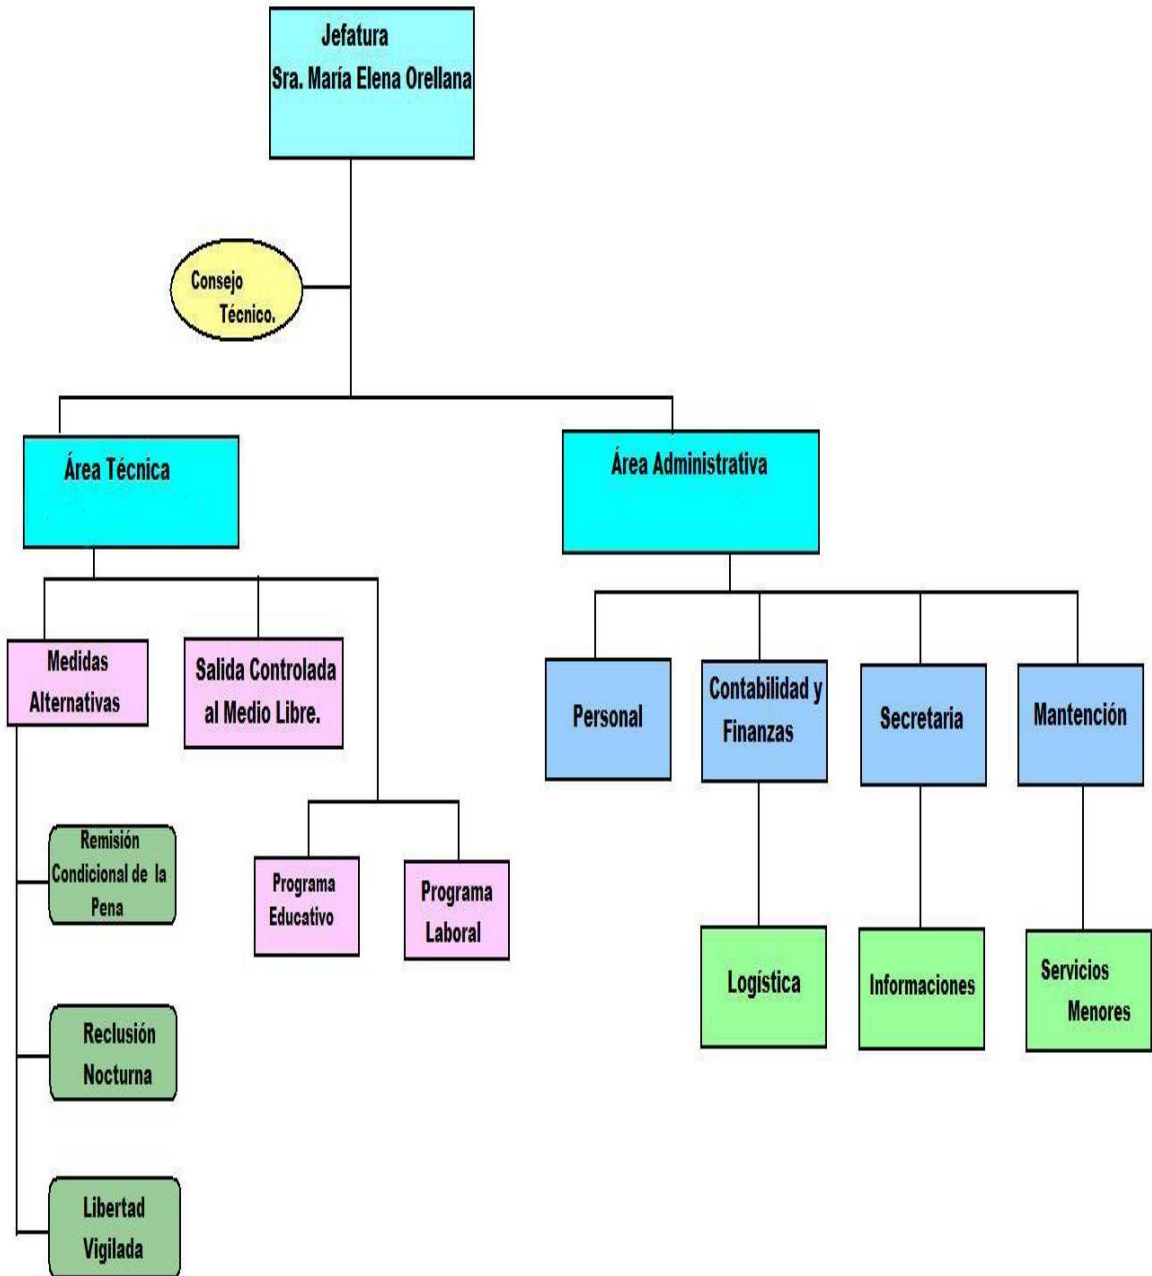 Jefatura
Sra. María Elena Orellana
Consejo
Técnico.
Área Técnica
Área Administrativa
Medidas
Alternativas
Salida Controlada
al Medio Libre.
Personal
Contabilidad y
Finanzas
Secretaria
Mantención
Remisión
Condicional de la
Pena
Programa
Educativo
Programa
Laboral
Logística
Informaciones
Servicios
Menores
Reclusión
Nocturna
Libertad
Vigilada